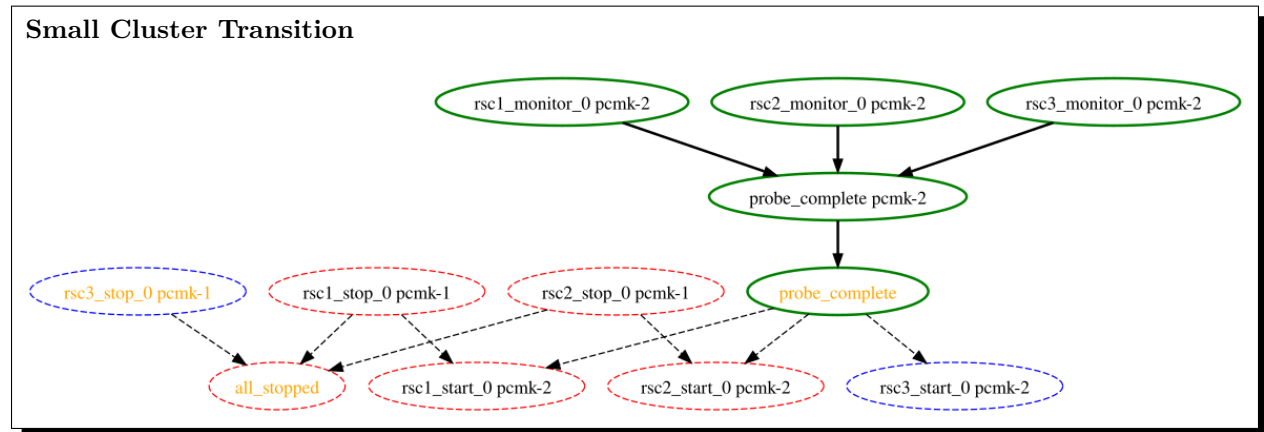 Small Cluster Transition
rsc1_monitor_0 pcmk-2
rsc2_monitor_0 pcmk-2
rsc3_monitor_0 pcmk-2
probe_complete pcmk-2
rsc3_stop_0 pcmk-1
rsc1_stop_0 pcmk-1
rsc2_stop_0 pcmk-1
probe_complete
all_stopped
rsc1_start_0 pcmk-2
rsc2_start_0 pcmk-2
rsc3_start_0 pcmk-2